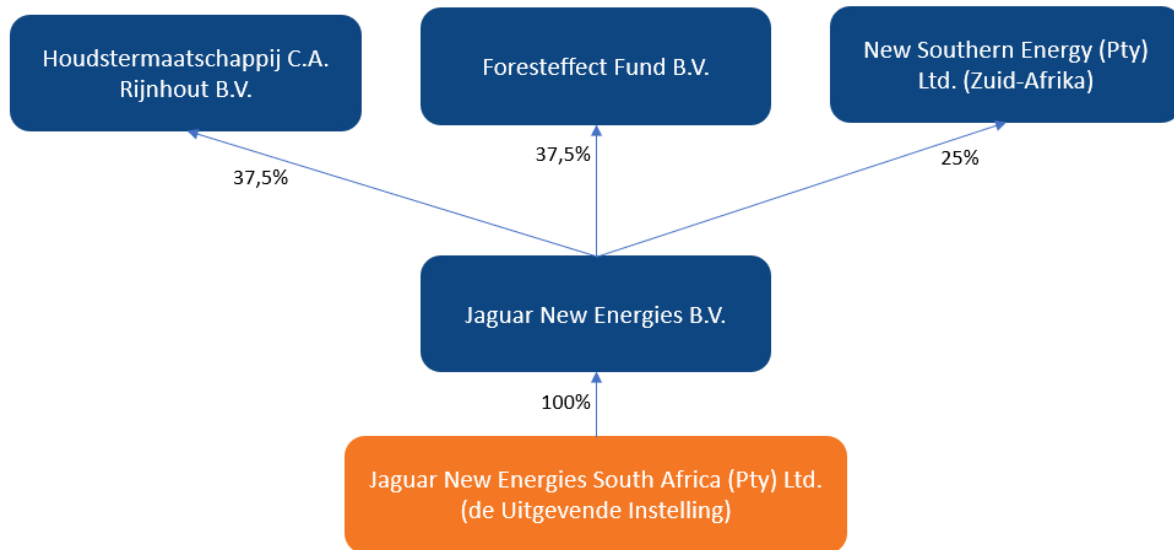 Houdstermaatschappij C.A.
Rijnhout B.V.
Foresteffect Fund B.V.
New Southern Energy (Pty)
Ltd. (Zuid-Afrika)
37,5%
37,5%
25%
Jaguar New Energies B.V.
100%
Jaguar New Energies South Africa (Pty) Ltd.
(de Uitgevende Instelling)